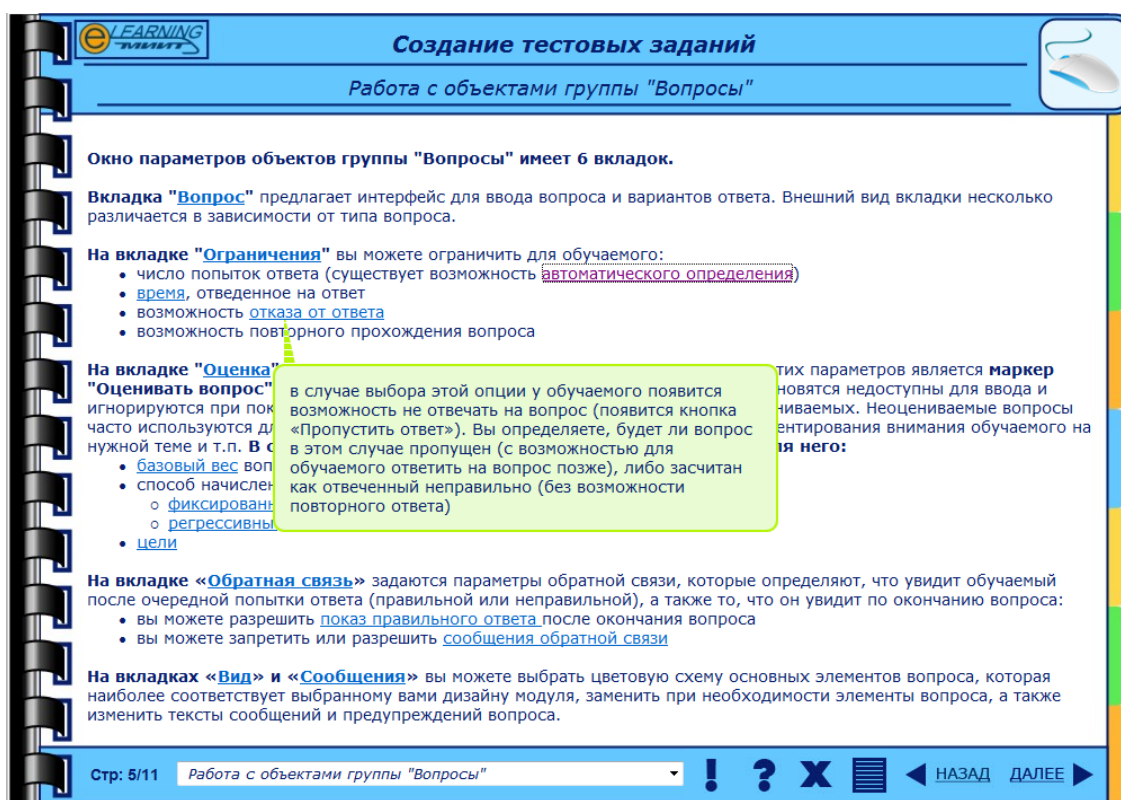 e LEARNING
МИИТ
Создание тестовых заданий
Работа с объектами группы "Вопросы"
Окно параметров объектов группы "Вопросы" имеет 6 вкладок.
Вкладка "Вопрос" предлагает интерфейс для ввода вопроса и вариантов ответа. Внешний вид вкладки несколько
различается в зависимости от типа вопроса.
На вкладке "Ограничения" вы можете ограничить для обучаемого:
• число попыток ответа (существует возможность автоматического определения)
• время, отведенное на ответ
• возможность отказа от ответа
• возможность повторного прохождения вопроса
На вкладке "Оценка" тих параметров является маркер
"Оценивать вопрос" новятся недоступны для ввода и
игнорируются при пок ниваемых. Неоцениваемые вопросы
часто используются дл ентирования внимания обучаемого на
нужной теме и т.п. В с ля него:
• базовый вес воп
• способ начислен
o фиксированн
o регрессивны
• цели
в случае выбора этой опции у обучаемого появится
возможность не отвечать на вопрос (появится кнопка
«Пропустить ответ»). Вы определяете, будет ли вопрос
в этом случае пропущен (с возможностью для
обучаемого ответить на вопрос позже), либо засчитан
как отвеченный неправильно (без возможности
повторного ответа)
На вкладке «Обратная связь» задаются параметры обратной связи, которые определяют, что увидит обучаемый
после очередной попытки ответа (правильной или неправильной), а также то, что он увидит по окончанию вопроса:
• вы можете разрешить показ правильного ответа после окончания вопроса
• вы можете запретить или разрешить сообщения обратной связи
На вкладках «Вид» и «Сообщения» вы можете выбрать цветовую схему основных элементов вопроса, которая
наиболее соответствует выбранному вами дизайну модуля, заменить при необходимости элементы вопроса, а также
изменить тексты сообщений и предупреждений вопроса.
Стр: 5/11 Работа с объектами группы "Вопросы" ! ? X НАЗАД ДАЛЕЕ